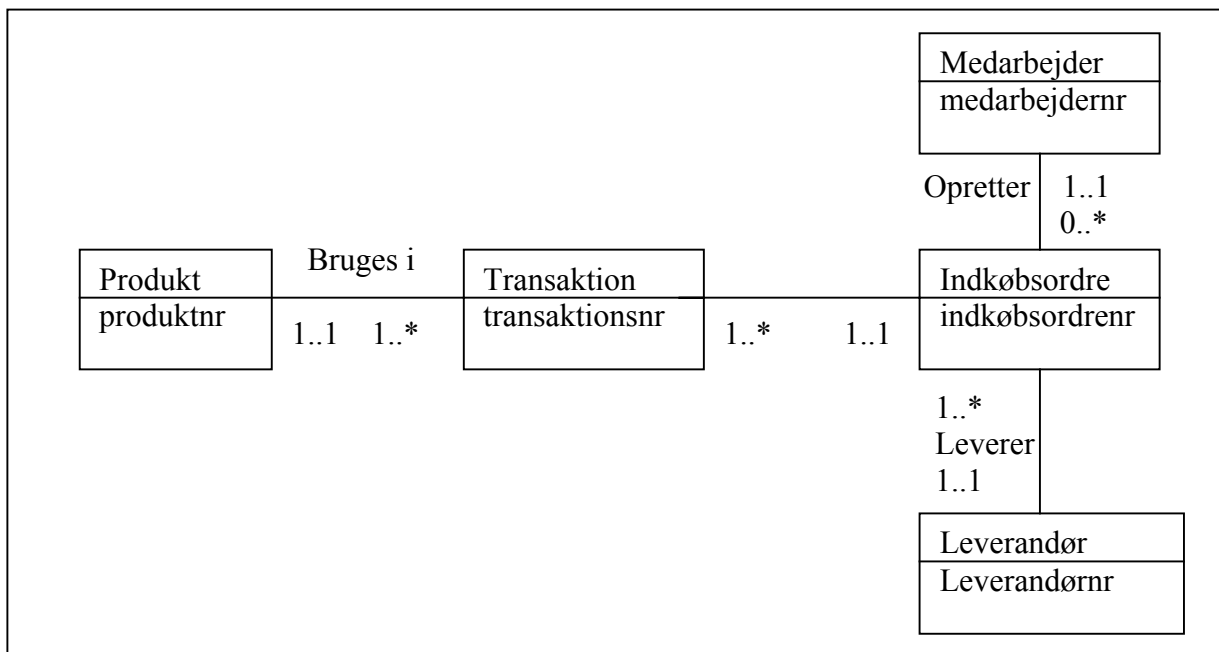 Medarbejder
medarbejdernr
Opretter 1..1
0..*
Produkt
produktnr
Bruges i
1..1 1..*
Transaktion
transaktionsnr
1..* 1..1
Indkøbsordre
indkøbsordrenr
1..*
Leverer
1..1
Leverandør
Leverandørnr